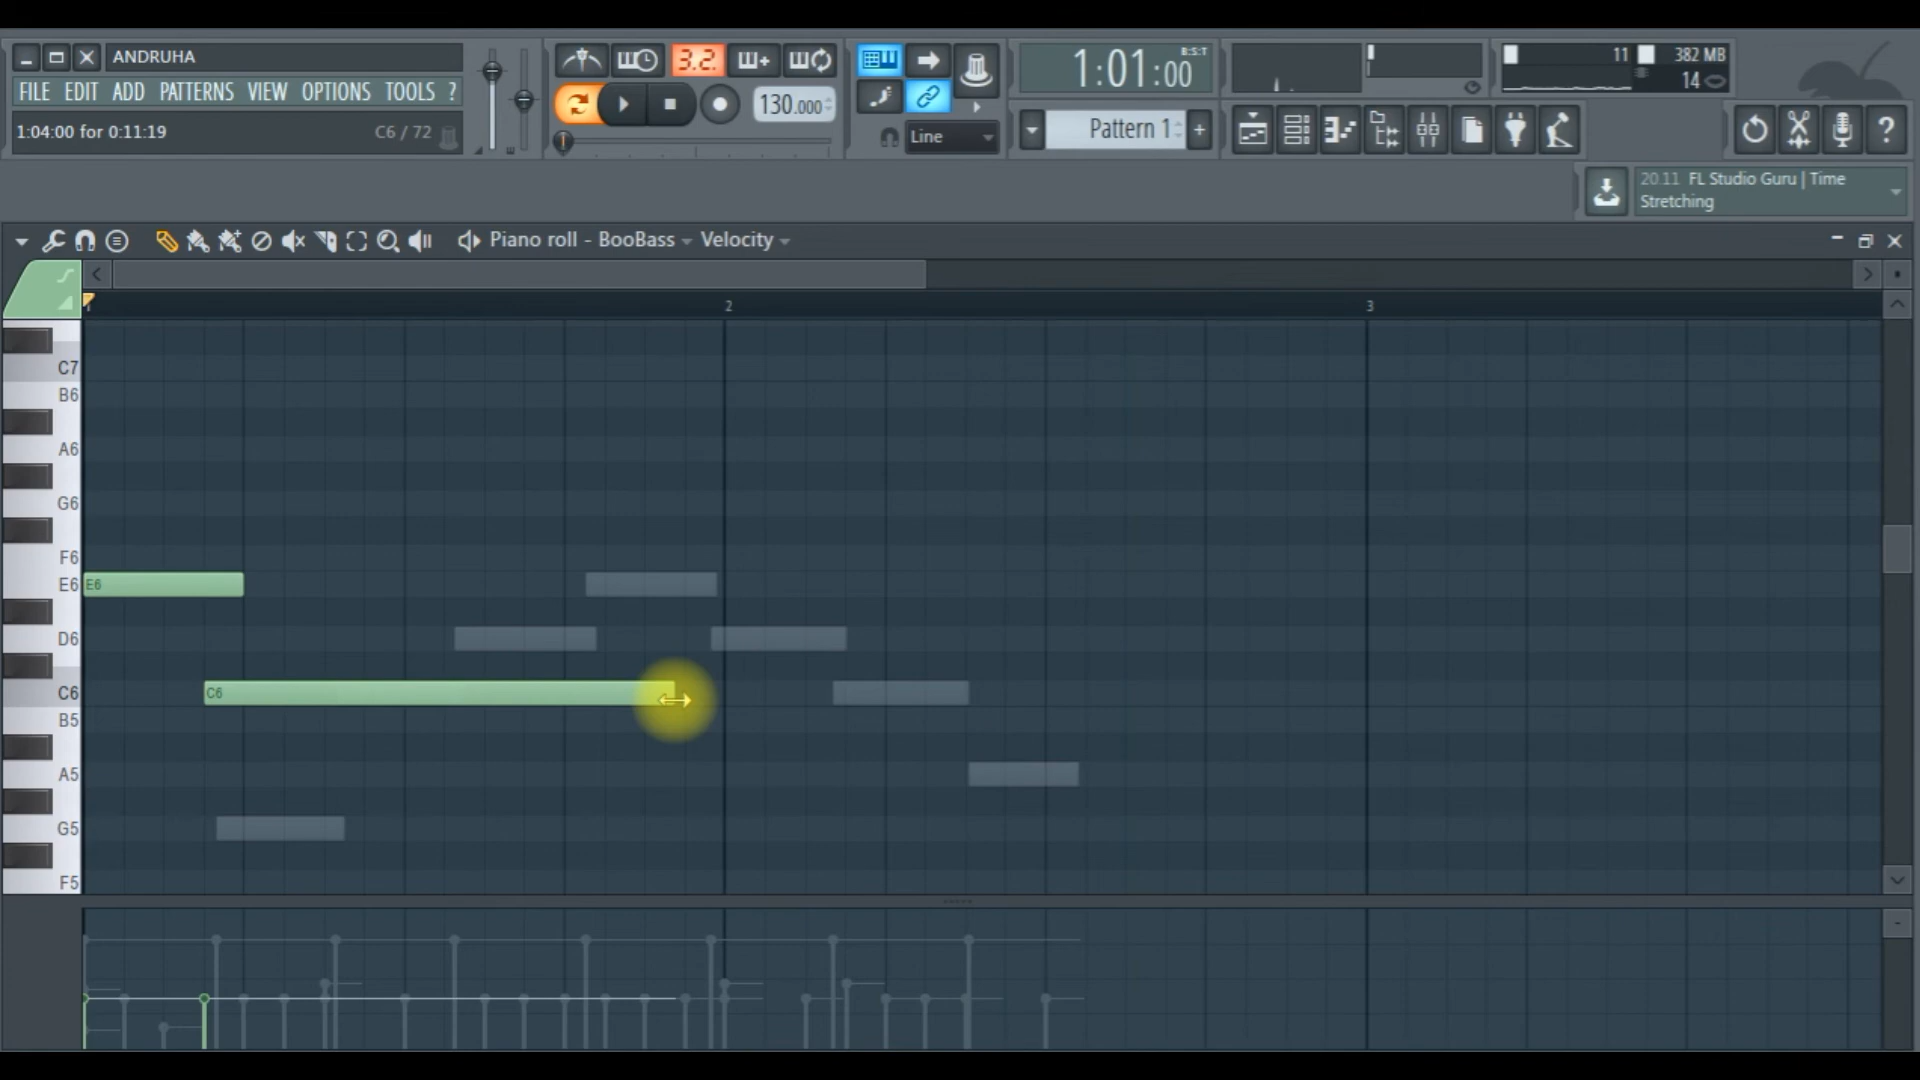 ANDRUHA
FILE EDIT ADD PATTERNS VIEW OPTIONS TOOLS ?
1:04:00 for 0:11:19 C6 / 72
3.2.
130.000
Line
1:01:00
B:S:T
Pattern 1
+
11 382 MB
14
?
20.11 FL Studio Guru | Time
Stretching
Piano roll - BooBass Velocity
2 3
C7
B6
A6
G6
F6
E6 E6
D6
C6 C6
B5
A5
G5
F5